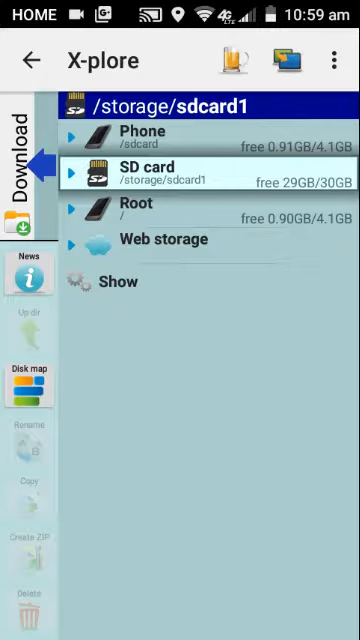 HOME G+ 4G LTE 10:59 am
X-plore
Download
/storage/sdcard1
Phone
/sdcard
free 0.91GB/4.1GB
SD card
/storage/sdcard1
free 29GB/30GB
Root
/
free 0.90GB/4.1GB
Web storage
Show
News
Up dir
Disk map
Rename
Copy
Create ZIP
Delete